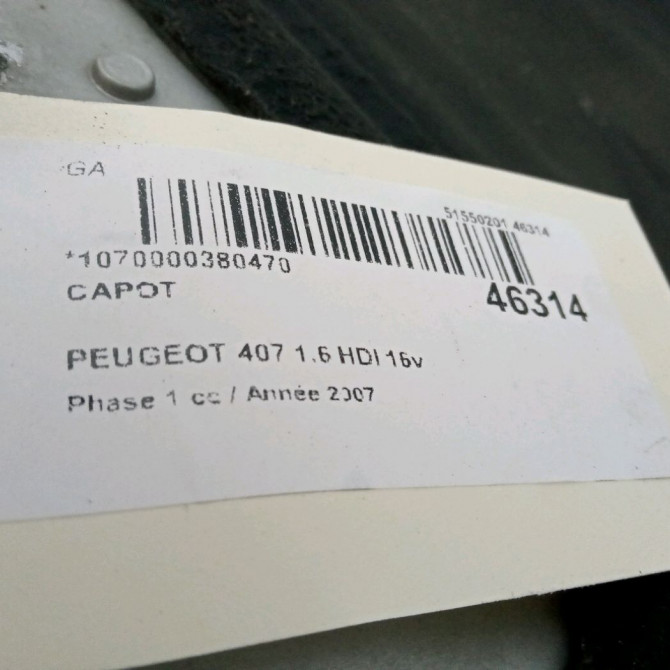 GA
51550201 46314
*1070000380470
CAPOT
46314
PEUGEOT 407 1.6 HDI 16v
Phase 1 cc / Année 2007